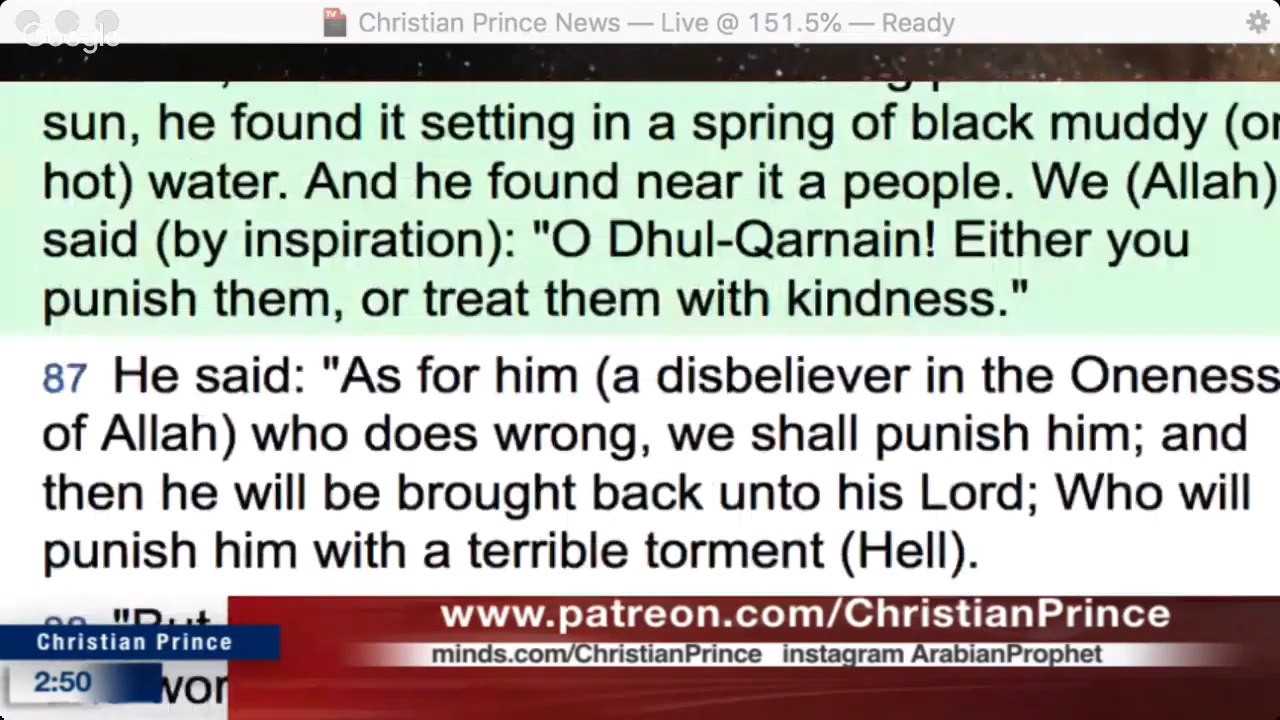 Christian Prince News — Live @ 151.5% — Ready
Google
sun, he found it setting in a spring of black muddy (or
hot) water. And he found near it a people. We (Allah)
said (by inspiration): "O Dhul-Qarnain! Either you
punish them, or treat them with kindness."
87 He said: "As for him (a disbeliever in the Oneness
of Allah) who does wrong, we shall punish him; and
then he will be brought back unto his Lord; Who will
punish him with a terrible torment (Hell).
"But
www.patreon.com/ChristianPrince
Christian Prince
minds.com/ChristianPrince instagram ArabianProphet
2:50